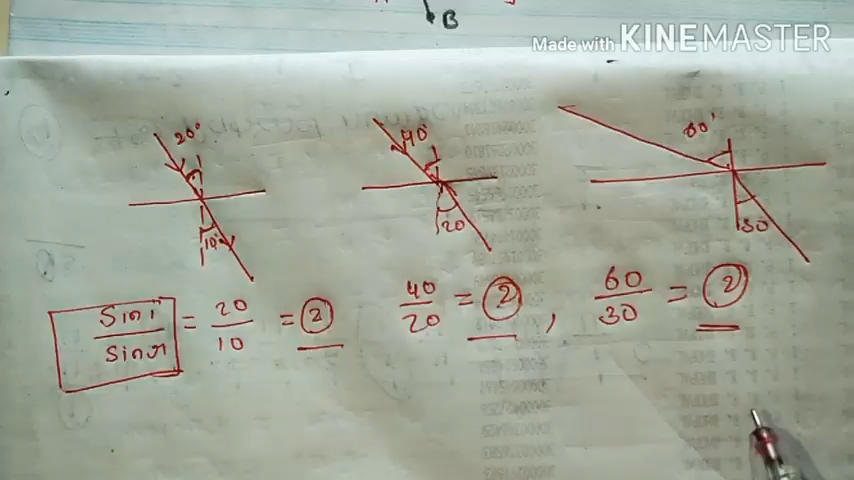 B
Made with KINEMASTER
20° 40° 60°
10° 20 30
Sin i / Sin r = 20/10 = 2 40/20 = 2 , 60/30 = 2